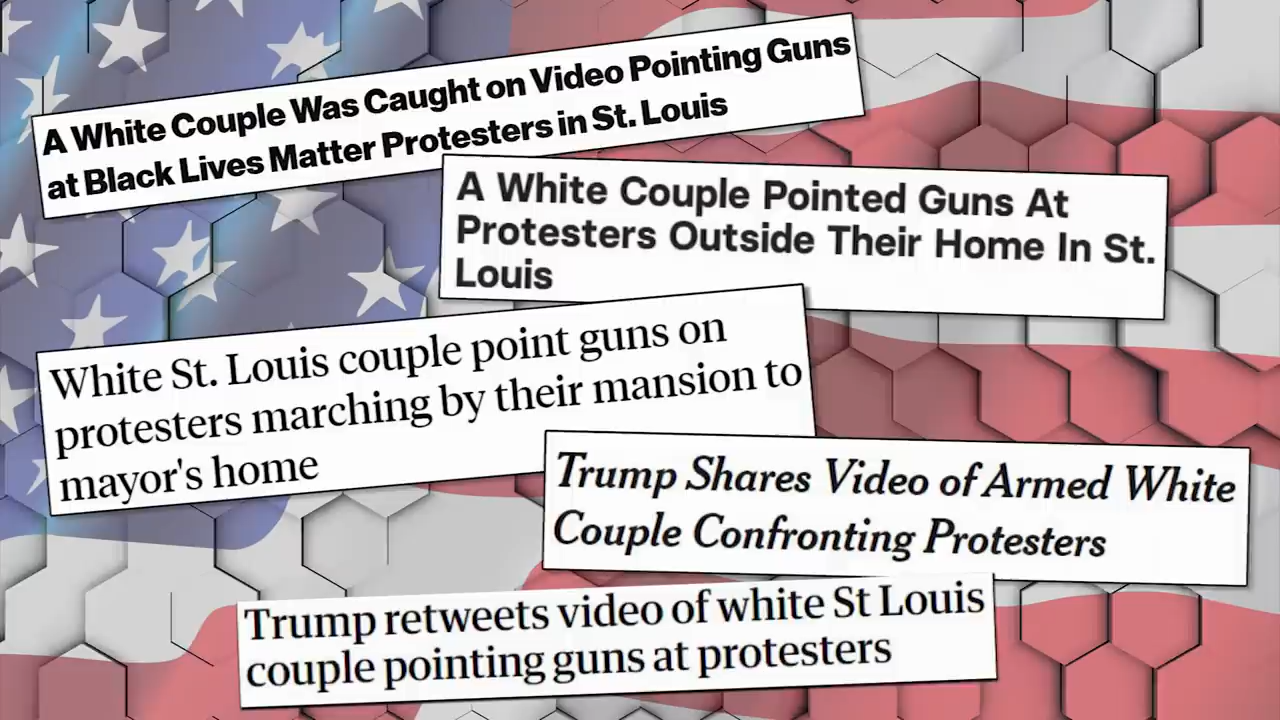 A White Couple Was Caught on Video Pointing Guns
at Black Lives Matter Protesters in St. Louis
A White Couple Pointed Guns At
Protesters Outside Their Home In St.
Louis
White St. Louis couple point guns on
protesters marching by their mansion to
mayor's home
Trump Shares Video of Armed White
Couple Confronting Protesters
Trump retweets video of white St Louis
couple pointing guns at protesters